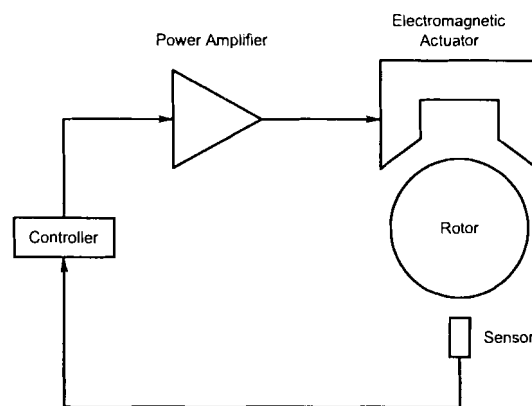 Electromagnetic
Actuator
Power Amplifier
Controller
Rotor
Sensor